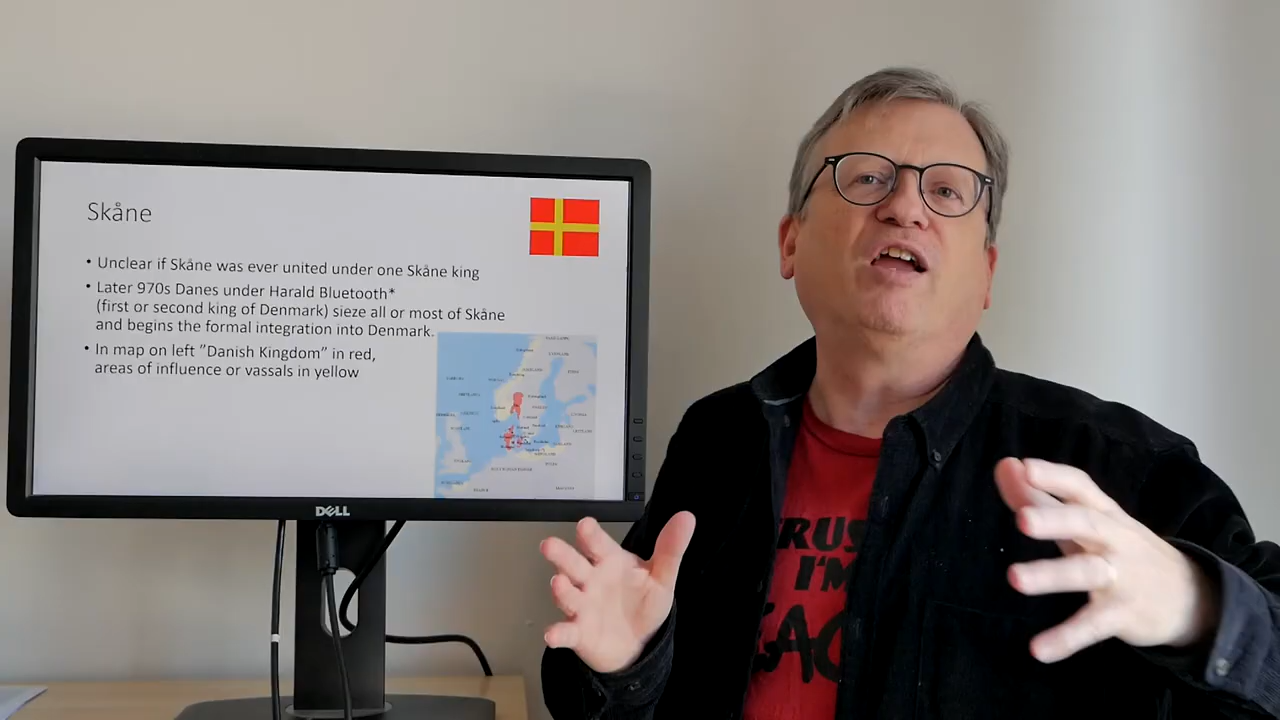 Skåne
• Unclear if Skåne was ever united under one Skåne king
• Later 970s Danes under Harald Bluetooth*
(first or second king of Denmark) sieze all or most of Skåne
and begins the formal integration into Denmark.
• In map on left ”Danish Kingdom” in red,
areas of influence or vassals in yellow
DELL
RUS
I'M